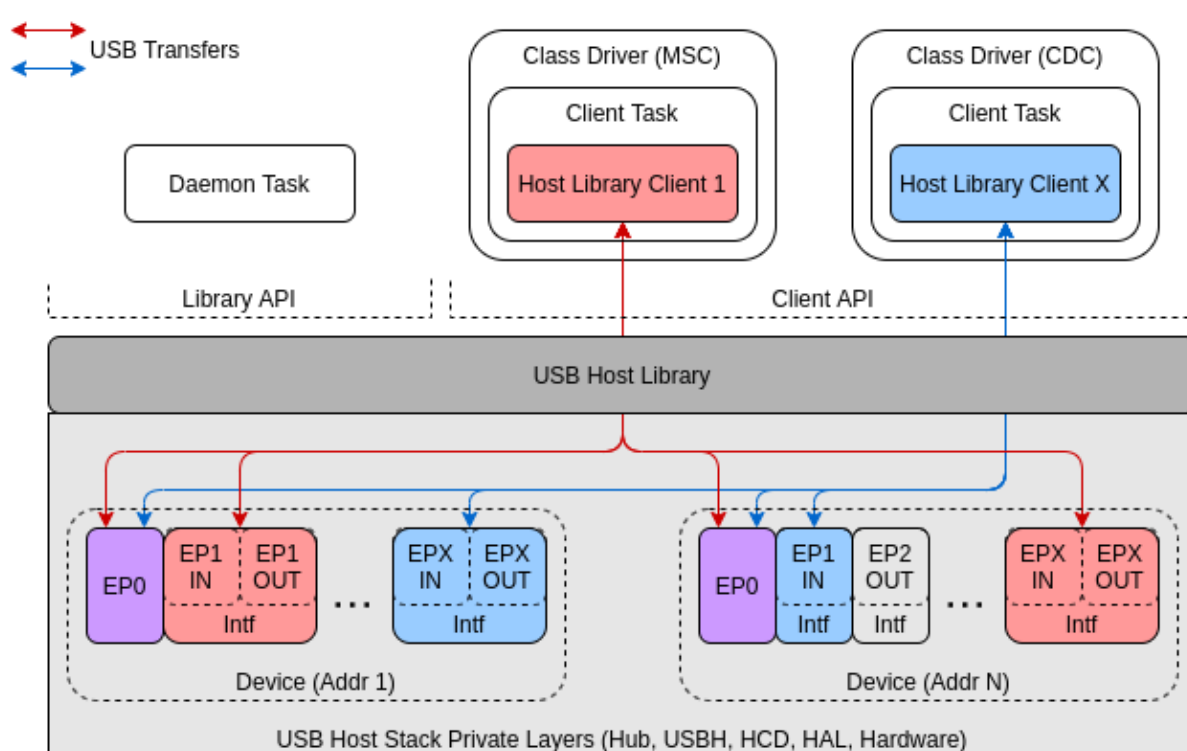 USB Transfers
Class Driver (MSC)
Class Driver (CDC)
Client Task
Client Task
Daemon Task
Host Library Client 1
Host Library Client X
Library API
Client API
USB Host Library
EP0
EP1
IN
EP1
OUT
...
EPX
IN
EPX
OUT
Intf
Intf
Device (Addr 1)
EP0
EP1
IN
EP2
OUT
...
EPX
IN
EPX
OUT
Intf
Intf
Intf
Device (Addr N)
USB Host Stack Private Layers (Hub, USBH, HCD, HAL, Hardware)